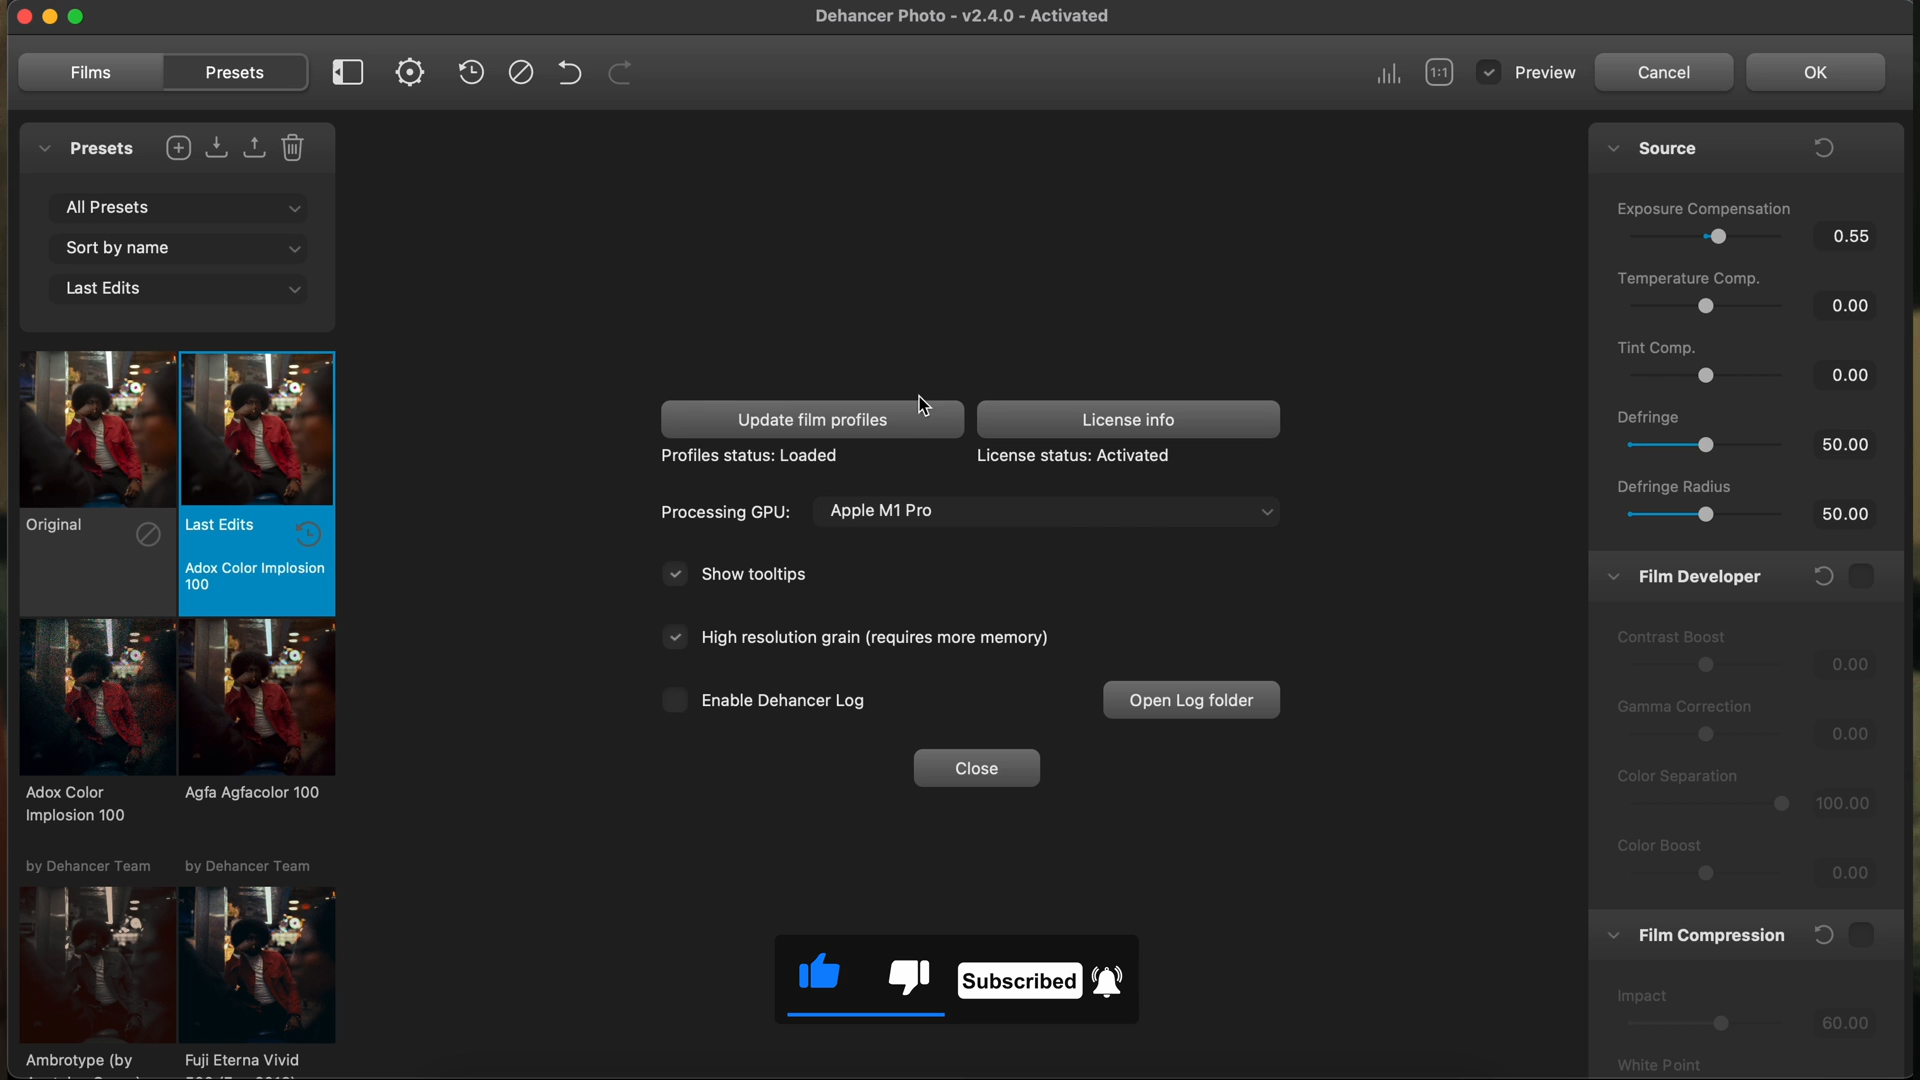 Dehancer Photo - v2.4.0 - Activated
Films
Presets
1:1
Preview
Cancel
OK
Presets
All Presets
Sort by name
Last Edits
Original
Last Edits
Adox Color Implosion
100
Adox Color
Implosion 100
Agfa Agfacolor 100
by Dehancer Team
by Dehancer Team
Ambrotype (by
Fuji Eterna Vivid
Update film profiles
License info
Profiles status: Loaded
License status: Activated
Processing GPU:
Apple M1 Pro
Show tooltips
High resolution grain (requires more memory)
Enable Dehancer Log
Open Log folder
Close
Subscribed
Source
Exposure Compensation
0.55
Temperature Comp.
0.00
Tint Comp.
0.00
Defringe
50.00
Defringe Radius
50.00
Film Developer
Contrast Boost
0.00
Gamma Correction
0.00
Color Separation
100.00
Color Boost
0.00
Film Compression
Impact
60.00
White Point